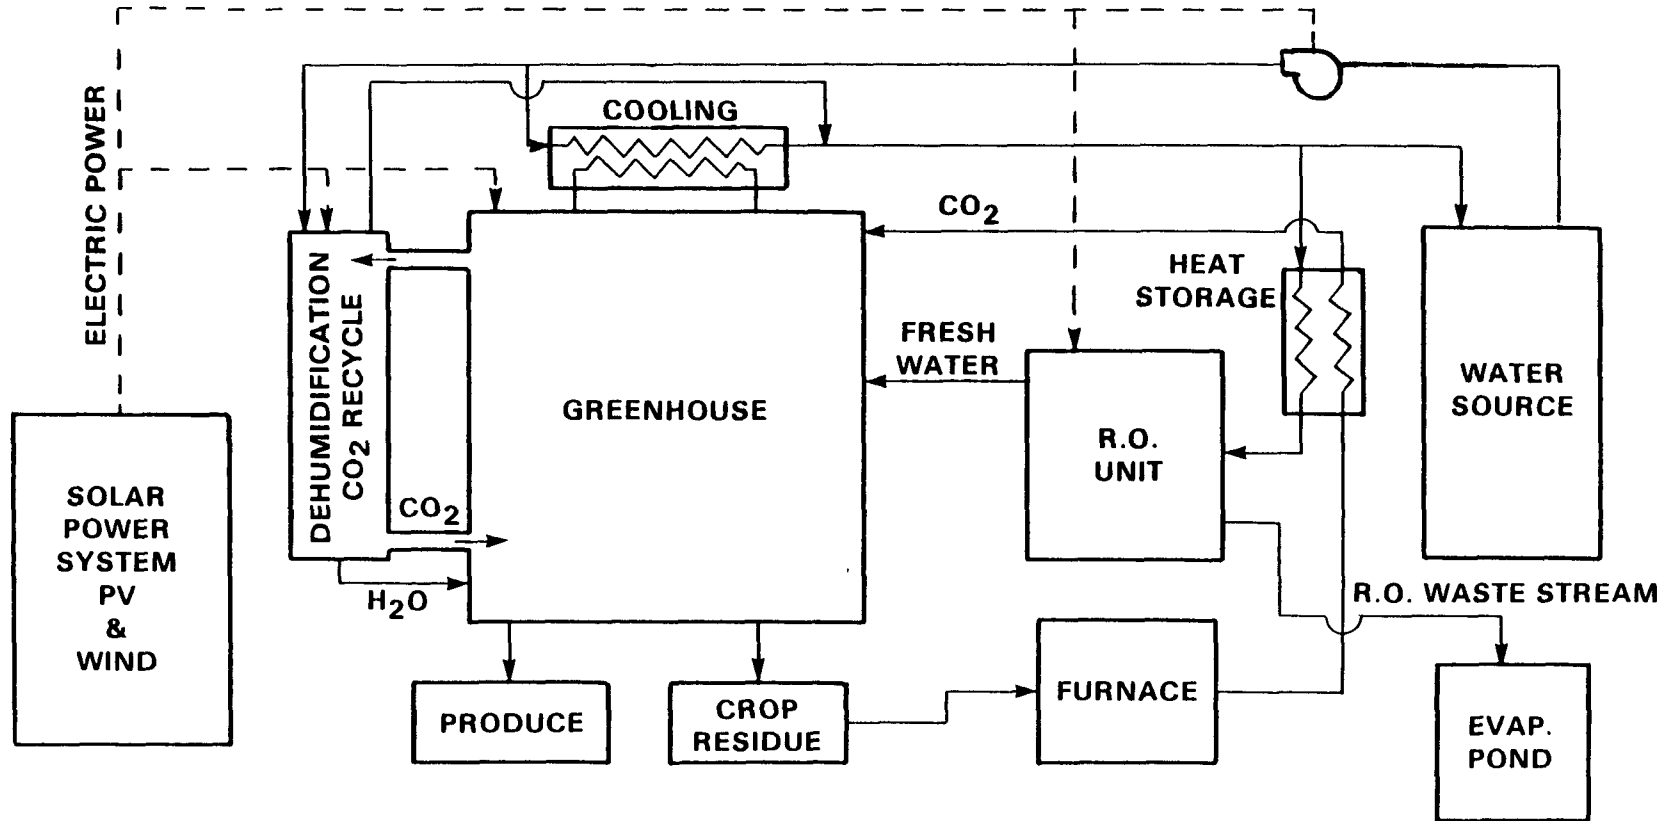 COOLING
ELECTRIC POWER
CO2
HEAT
STORAGE
DEHUMIDIFICATION
CO2 RECYCLE
FRESH
WATER
GREENHOUSE
WATER
SOURCE
R.O.
UNIT
SOLAR
POWER
SYSTEM
PV
&
WIND
CO2
H2O
R.O. WASTE STREAM
PRODUCE
CROP
RESIDUE
FURNACE
EVAP.
POND